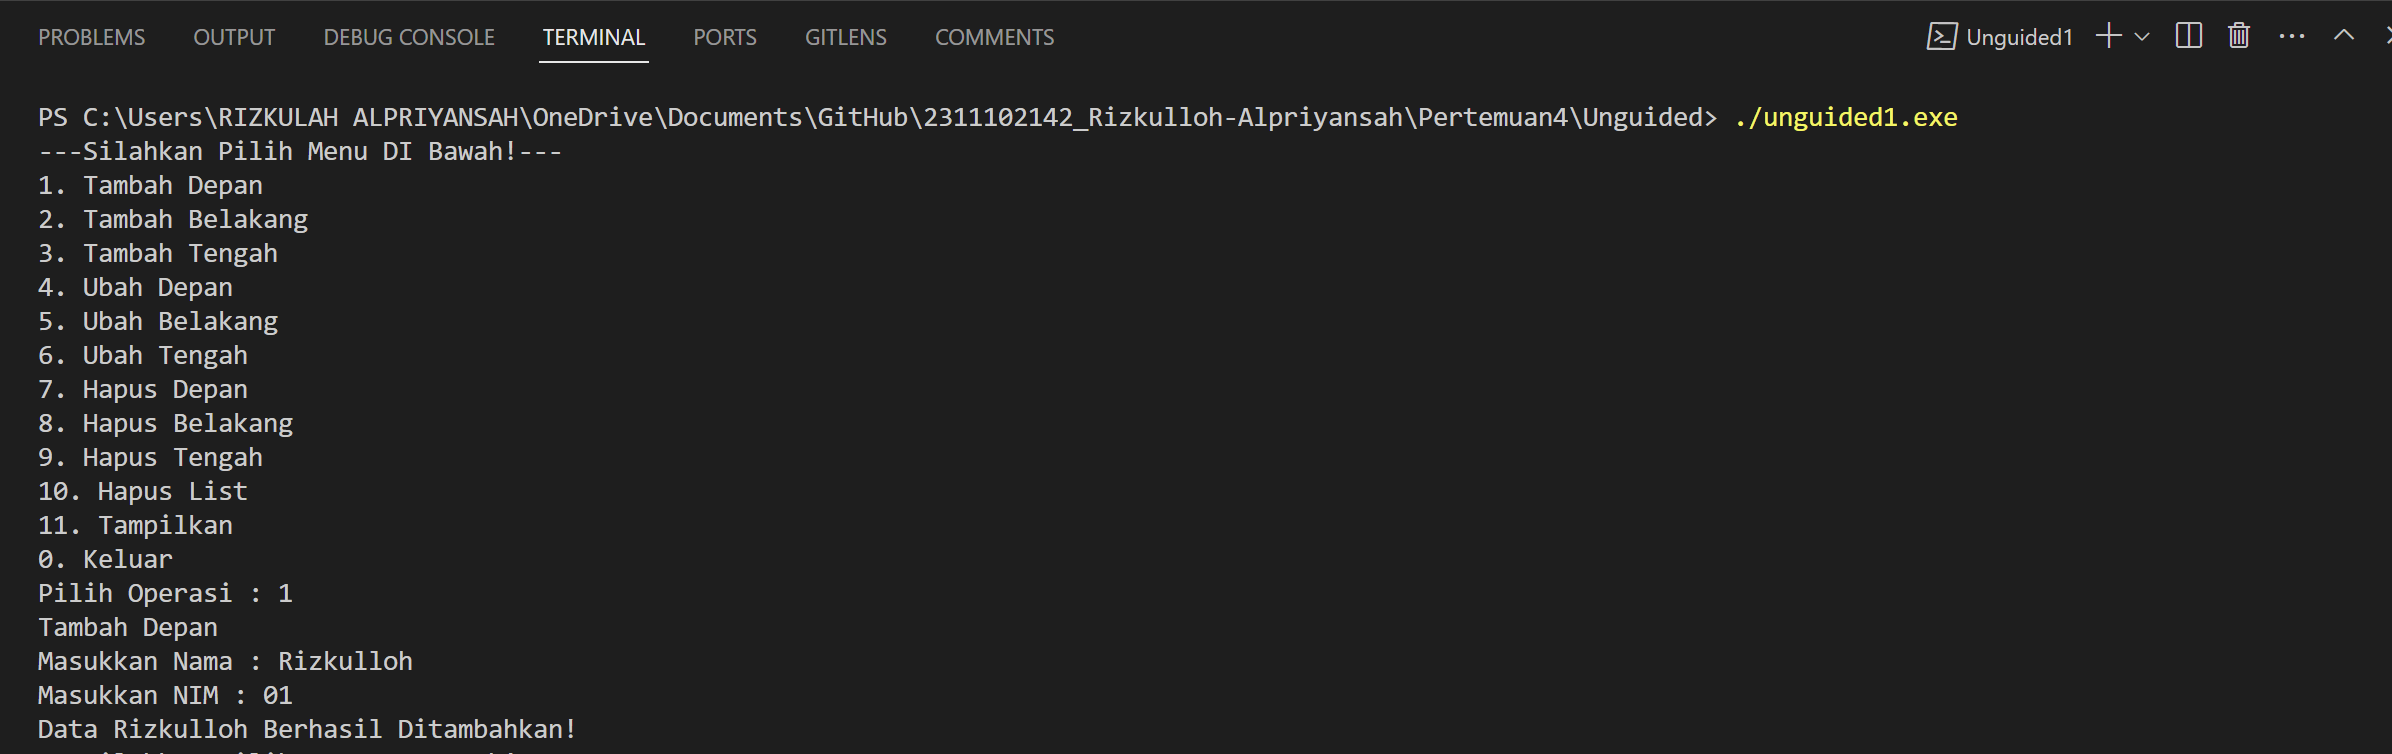 PROBLEMS OUTPUT DEBUG CONSOLE TERMINAL PORTS GITLENS COMMENTS Unguided1
PS C:\Users\RIZKULAH ALPRIYANSAH\OneDrive\Documents\GitHub\2311102142_Rizkulloh-Alpriyansah\Pertemuan4\Unguided> ./unguided1.exe
---Silahkan Pilih Menu DI Bawah!---
1. Tambah Depan
2. Tambah Belakang
3. Tambah Tengah
4. Ubah Depan
5. Ubah Belakang
6. Ubah Tengah
7. Hapus Depan
8. Hapus Belakang
9. Hapus Tengah
10. Hapus List
11. Tampilkan
0. Keluar
Pilih Operasi : 1
Tambah Depan
Masukkan Nama : Rizkulloh
Masukkan NIM : 01
Data Rizkulloh Berhasil Ditambahkan!